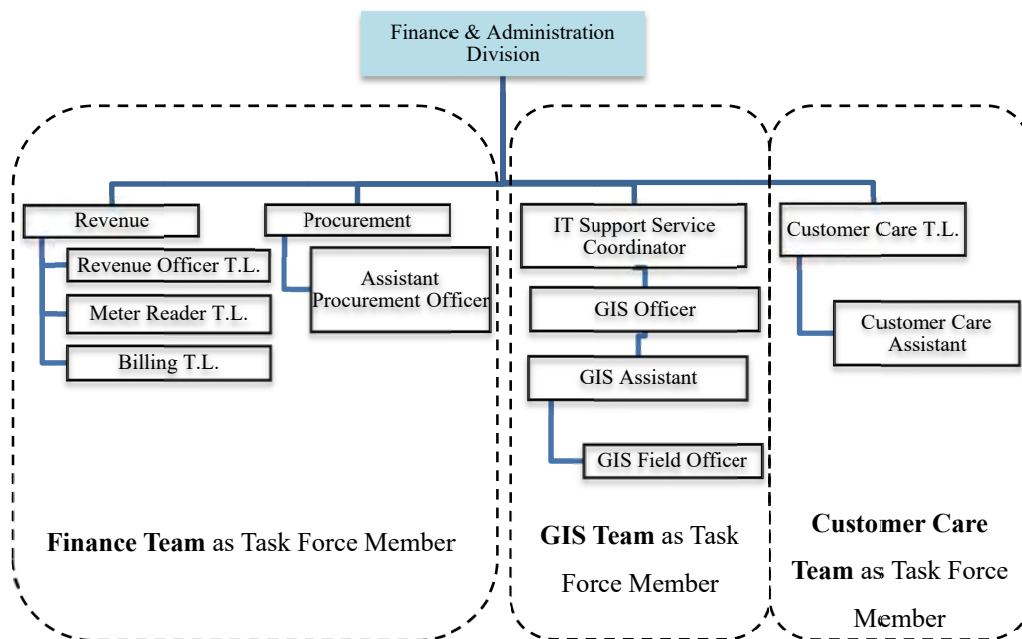 Finance & Administration
Division
Revenue
Revenue Officer T.L.
Meter Reader T.L.
Billing T.L.
Procurement
Assistant
Procurement Officer
IT Support Service
Coordinator
GIS Officer
GIS Assistant
GIS Field Officer
Customer Care T.L.
Customer Care
Assistant
Finance Team as Task Force Member
GIS Team as Task
Force Member
Customer Care
Team as Task Force
Member